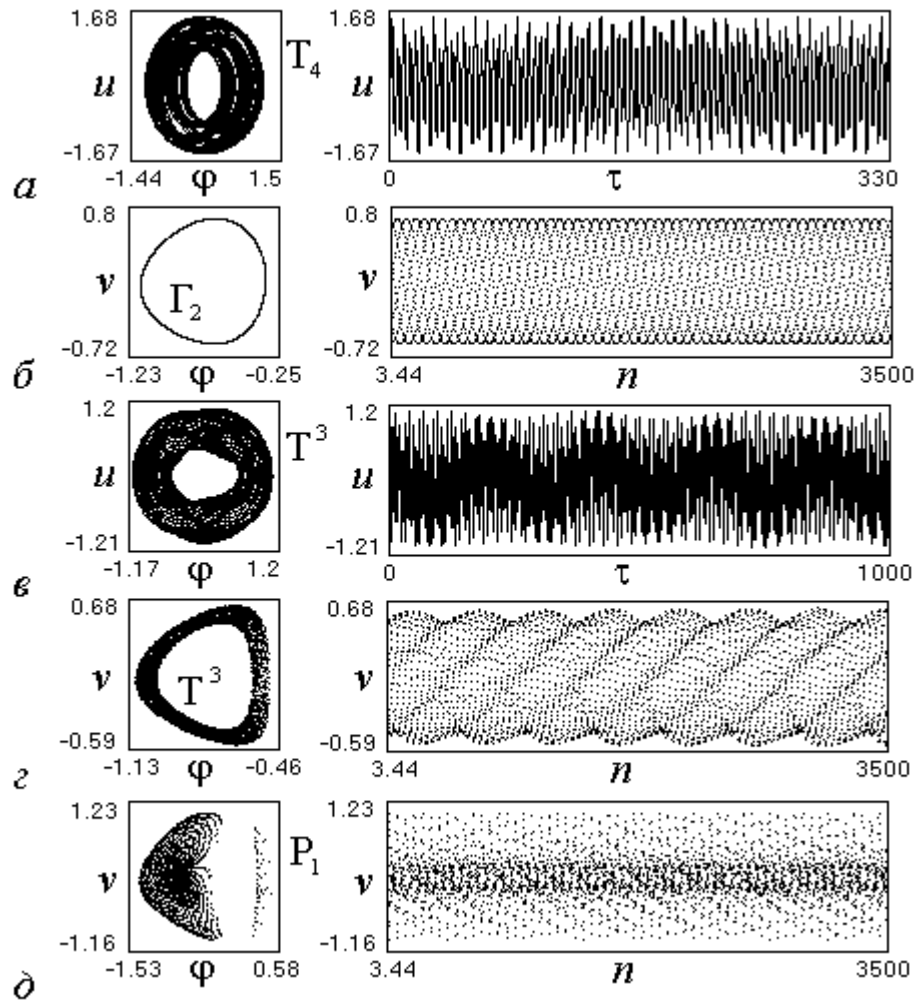 1.68 T₄ 1.68
u u
-1.67 -1.67
а -1.44 φ 1.5 0 τ 330
0.8 0.8
v Γ₂ v
-0.72 -0.72
б -1.23 φ -0.25 3.44 n 3500
1.2 T³ 1.2
u u
-1.21 -1.21
в -1.17 φ 1.2 0 τ 1000
0.68 0.68
v T³ v
-0.59 -0.59
г -1.13 φ -0.46 3.44 n 3500
1.23 P₁ 1.23
v v
-1.16 -1.16
д -1.53 φ 0.58 3.44 n 3500